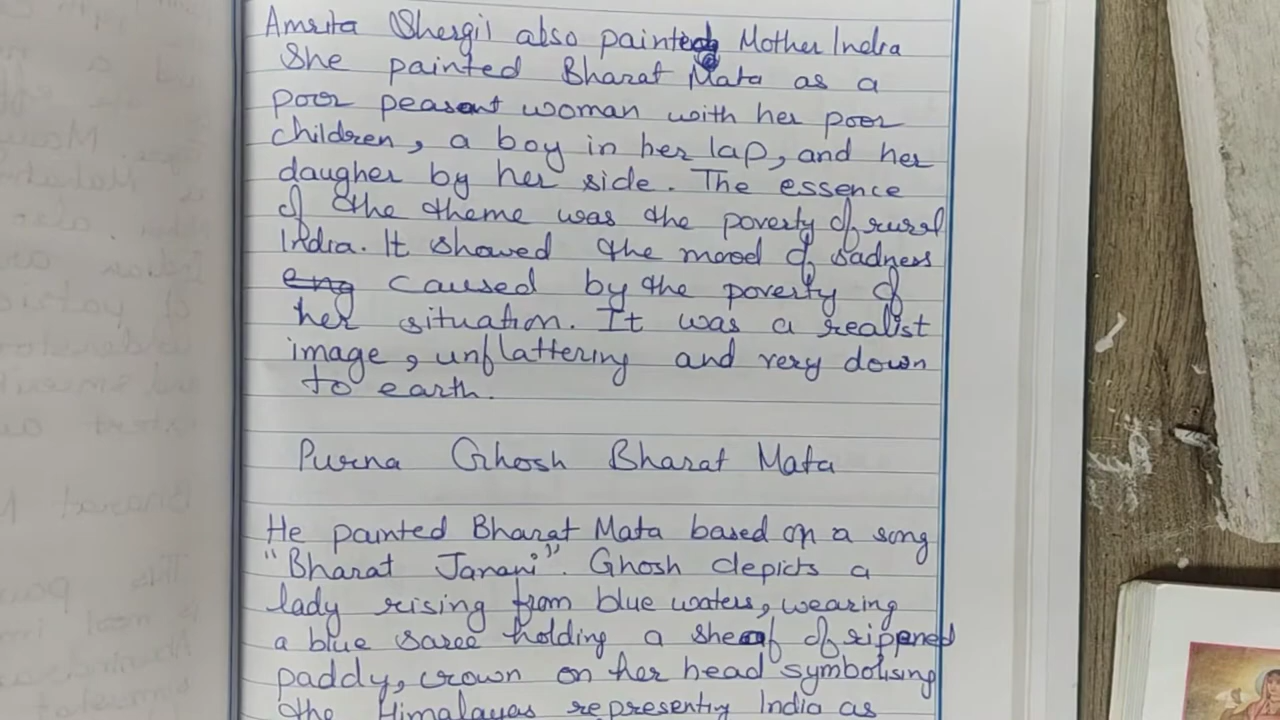 Amrita Shergil also painted Mother India
She painted Bharat Mata as a
poor peasant woman with her poor
children, a boy in her lap, and her
daugher by her side. The essence
of the theme was the poverty of rural
India. It showed the mood of sadness
eng caused by the poverty of
her situation. It was a realist
image, unflattering and very down
to earth.
Purna Ghosh Bharat Mata
He painted Bharat Mata based on a song
"Bharat Janani". Ghosh depicts a
lady rising from blue waters, wearing
a blue saree holding a sheaf of rippened
paddy, crown on her head symbolising
the Himalayas representing India as